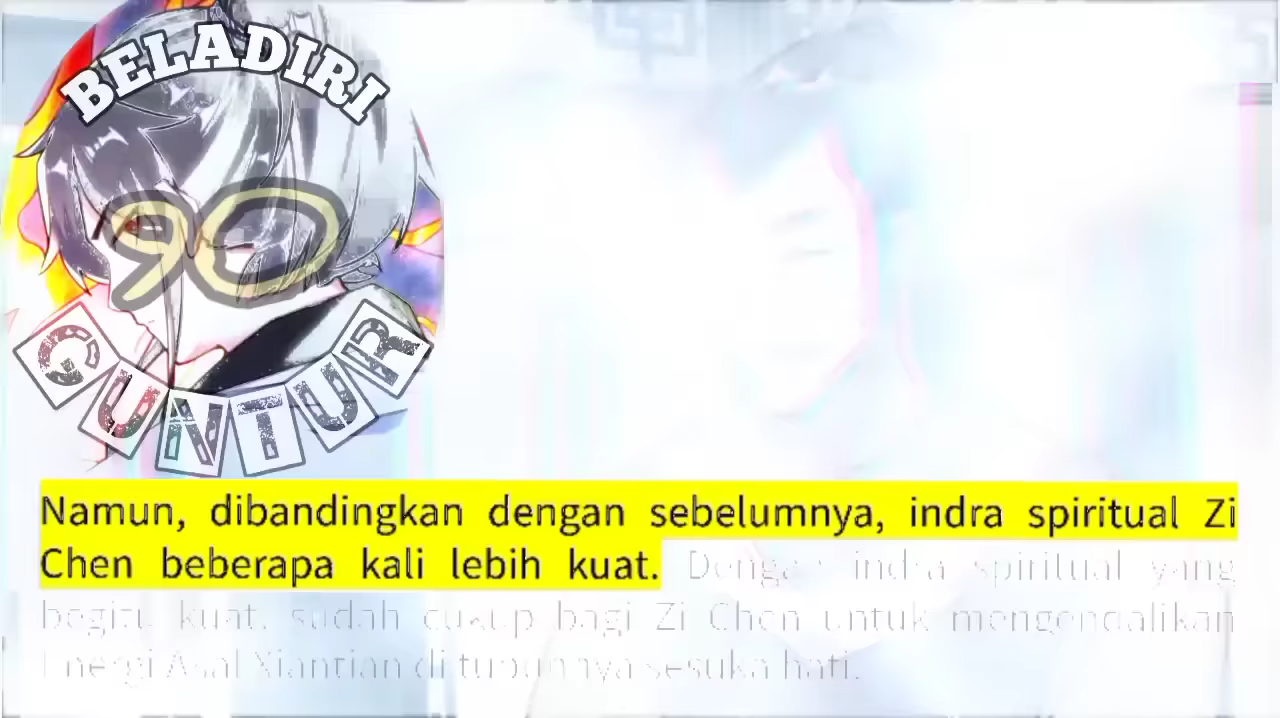 BELADIRI
GUNTUR
Namun, dibandingkan dengan sebelumnya, indra spiritual Zi
Chen beberapa kali lebih kuat. Dengan indra spiritual yang
begitu kuat, sudah cukup bagi Zi Chen untuk mengendalikan
Energi Asal Xiantian di tubuhnya sesuka hati.